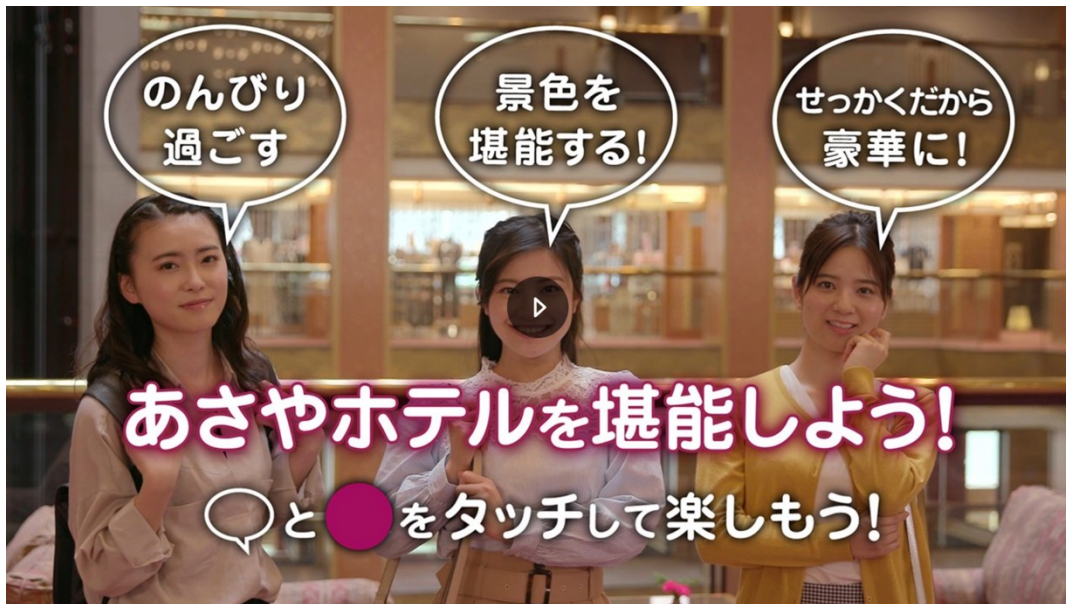 のんびり
過ごす
景色を
堪能する!
せっかくだから
豪華に!
あさやホテルを堪能しよう!
と
をタッチして楽しもう!